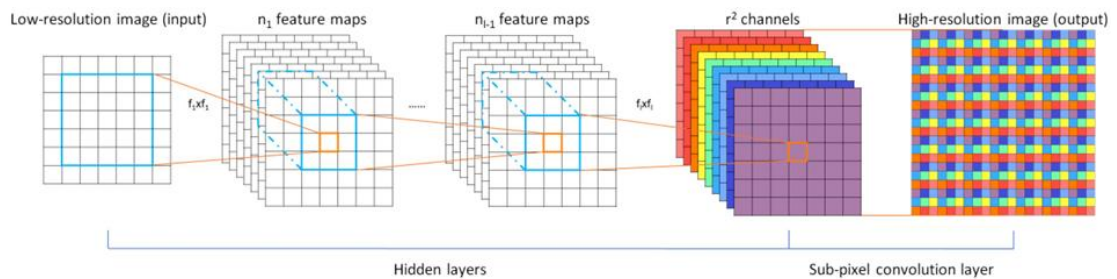 Low-resolution image (input)
n₁ feature maps
nₗ₋₁ feature maps
r² channels
High-resolution image (output)
f₁xf₁
......
fₗxfₗ
Hidden layers
Sub-pixel convolution layer